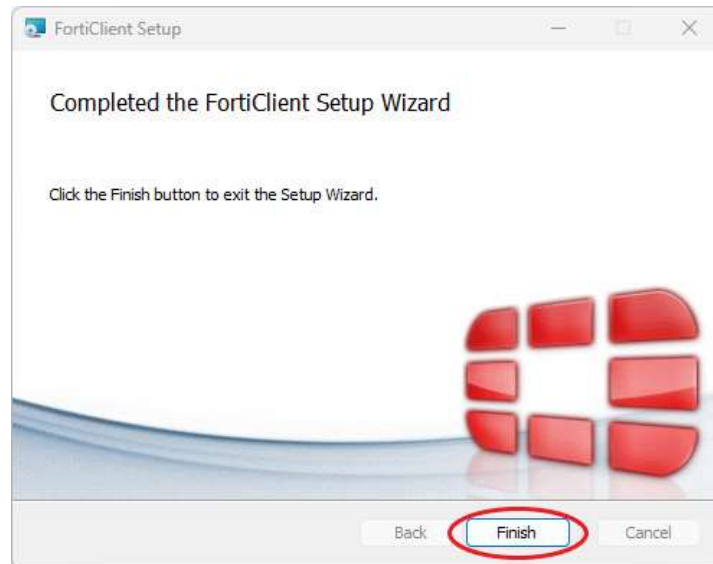 FortiClient Setup
Completed the FortiClient Setup Wizard
Click the Finish button to exit the Setup Wizard.
Back Finish Cancel